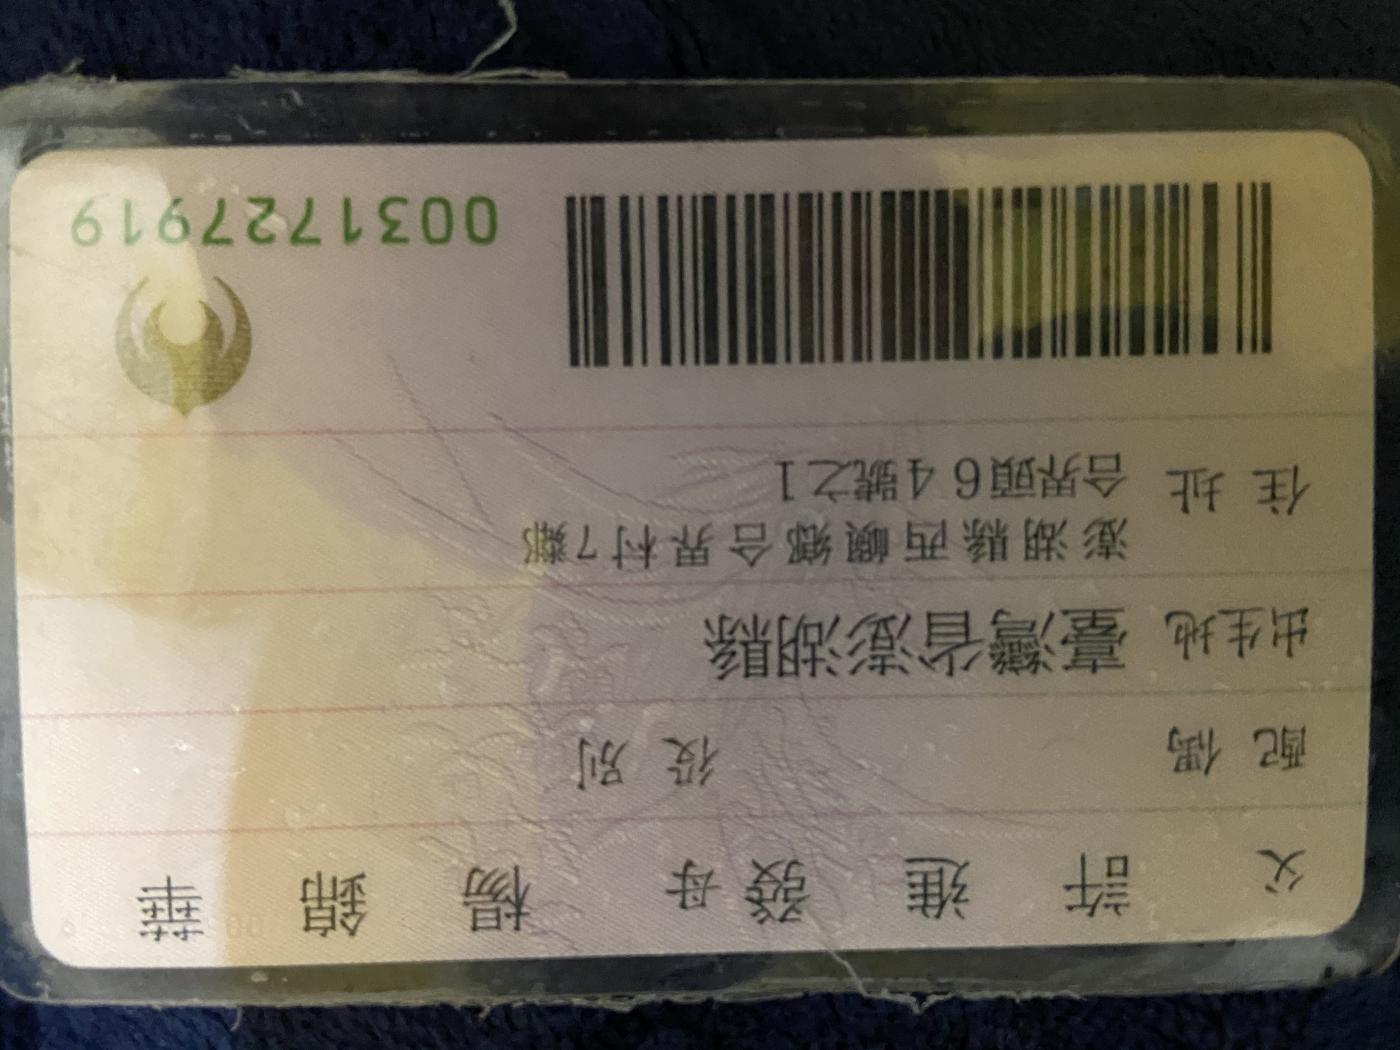 父 許進發 母 楊錦華
配偶 役別
出生地 臺灣省澎湖縣
住址 澎湖縣西嶼鄉合界村7鄰
合界頭64號之1
0031727919